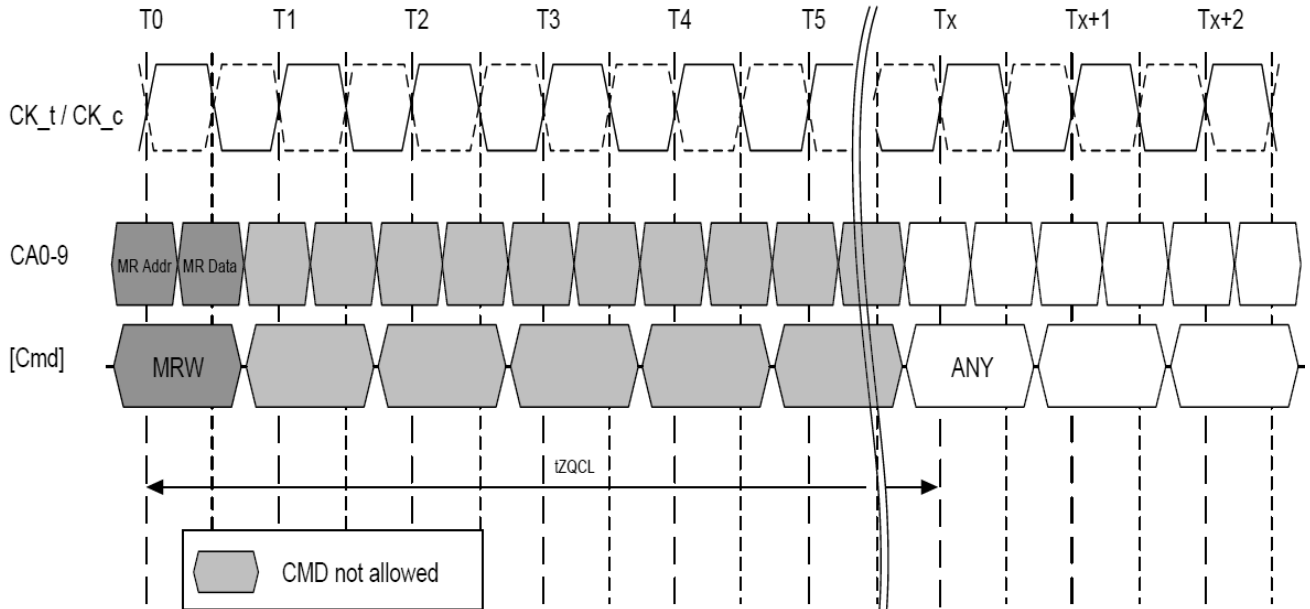 T0 T1 T2 T3 T4 T5 Tx Tx+1 Tx+2
CK_t / CK_c
CA0-9
MR Addr MR Data
[Cmd]
MRW ANY
tZQCL
CMD not allowed